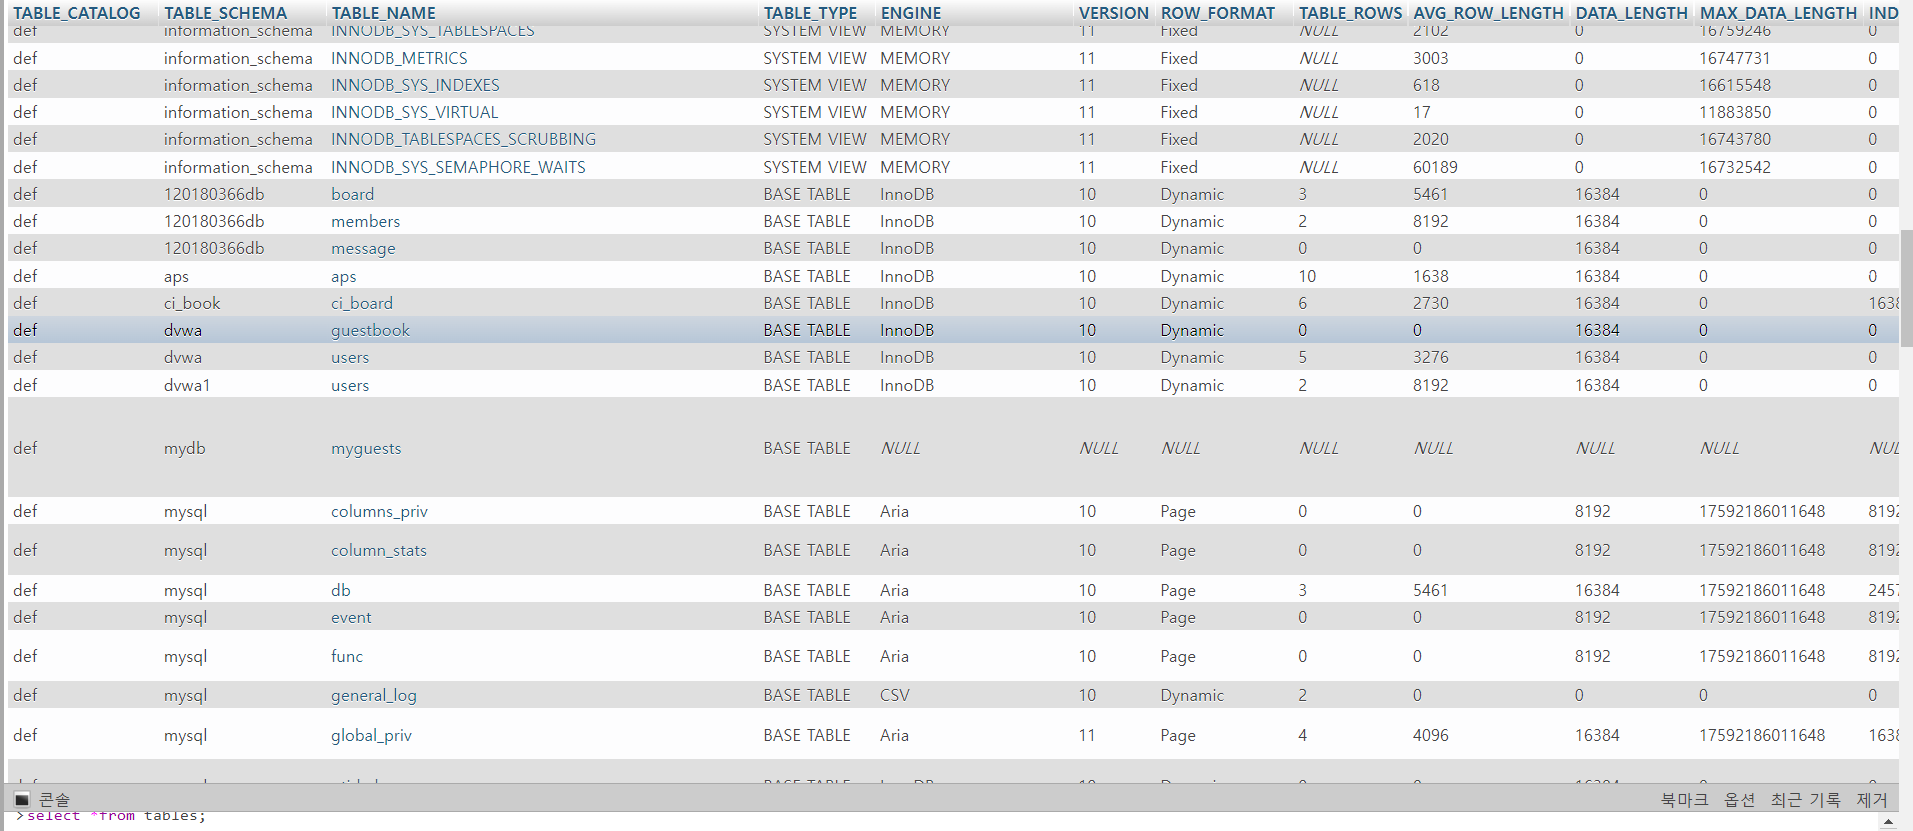 TABLE_CATALOG TABLE_SCHEMA TABLE_NAME TABLE_TYPE ENGINE VERSION ROW_FORMAT TABLE_ROWS AVG_ROW_LENGTH DATA_LENGTH MAX_DATA_LENGTH IND
def information_schema INNODB_SYS_TABLESPACES SYSTEM VIEW MEMORY 11 Fixed NULL 2102 0 16759246 0
def information_schema INNODB_METRICS SYSTEM VIEW MEMORY 11 Fixed NULL 3003 0 16747731 0
def information_schema INNODB_SYS_INDEXES SYSTEM VIEW MEMORY 11 Fixed NULL 618 0 16615548 0
def information_schema INNODB_SYS_VIRTUAL SYSTEM VIEW MEMORY 11 Fixed NULL 17 0 11883850 0
def information_schema INNODB_TABLESPACES_SCRUBBING SYSTEM VIEW MEMORY 11 Fixed NULL 2020 0 16743780 0
def information_schema INNODB_SYS_SEMAPHORE_WAITS SYSTEM VIEW MEMORY 11 Fixed NULL 60189 0 16732542 0
def 120180366db board BASE TABLE InnoDB 10 Dynamic 3 5461 16384 0 0
def 120180366db members BASE TABLE InnoDB 10 Dynamic 2 8192 16384 0 0
def 120180366db message BASE TABLE InnoDB 10 Dynamic 0 0 16384 0 0
def aps aps BASE TABLE InnoDB 10 Dynamic 10 1638 16384 0 0
def ci_book ci_board BASE TABLE InnoDB 10 Dynamic 6 2730 16384 0 1638
def dvwa guestbook BASE TABLE InnoDB 10 Dynamic 0 0 16384 0 0
def dvwa users BASE TABLE InnoDB 10 Dynamic 5 3276 16384 0 0
def dvwa1 users BASE TABLE InnoDB 10 Dynamic 2 8192 16384 0 0
def mydb myguests BASE TABLE NULL NULL NULL NULL NULL NULL NULL NUL
def mysql columns_priv BASE TABLE Aria 10 Page 0 0 8192 17592186011648 8192
def mysql column_stats BASE TABLE Aria 10 Page 0 0 8192 17592186011648 8192
def mysql db BASE TABLE Aria 10 Page 3 5461 16384 17592186011648 2457
def mysql event BASE TABLE Aria 10 Page 0 0 8192 17592186011648 8192
def mysql func BASE TABLE Aria 10 Page 0 0 8192 17592186011648 8192
def mysql general_log BASE TABLE CSV 10 Dynamic 2 0 0 0 0
def mysql global_priv BASE TABLE Aria 11 Page 4 4096 16384 17592186011648 1638
콘솔 북마크 옵션 최근 기록 제거
>select *from tables;